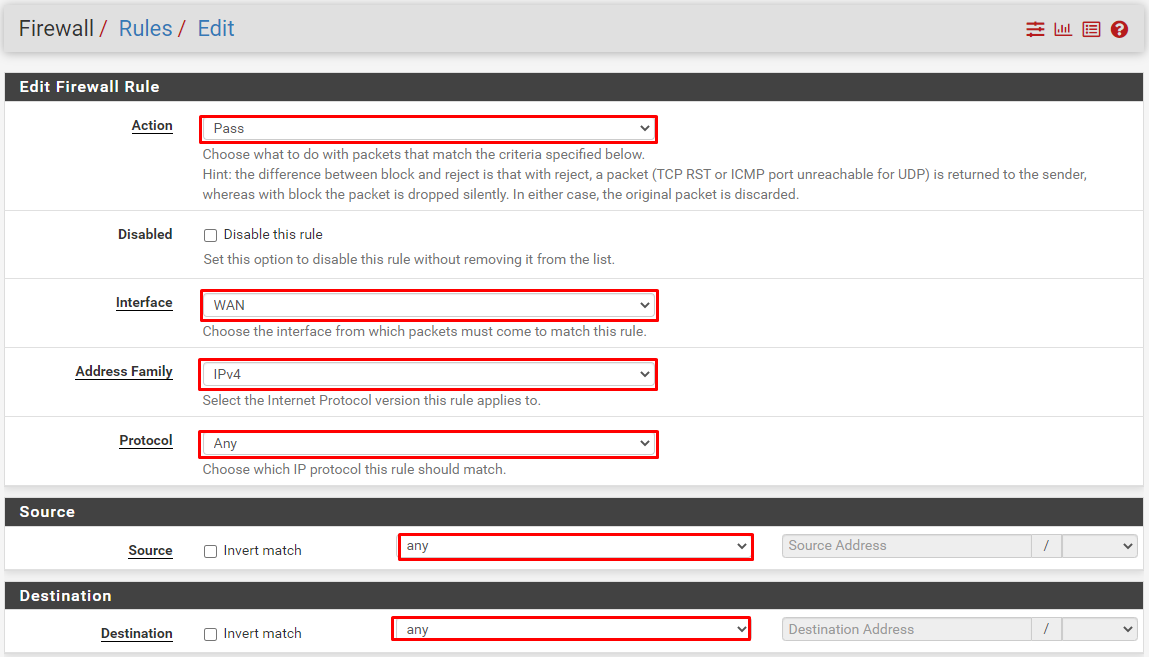 Firewall / Rules / Edit
Edit Firewall Rule
Action
Pass
Choose what to do with packets that match the criteria specified below.
Hint: the difference between block and reject is that with reject, a packet (TCP RST or ICMP port unreachable for UDP) is returned to the sender,
whereas with block the packet is dropped silently. In either case, the original packet is discarded.
Disabled
Disable this rule
Set this option to disable this rule without removing it from the list.
Interface
WAN
Choose the interface from which packets must come to match this rule.
Address Family
IPv4
Select the Internet Protocol version this rule applies to.
Protocol
Any
Choose which IP protocol this rule should match.
Source
Source
Invert match
any
Source Address
/
Destination
Destination
Invert match
any
Destination Address
/